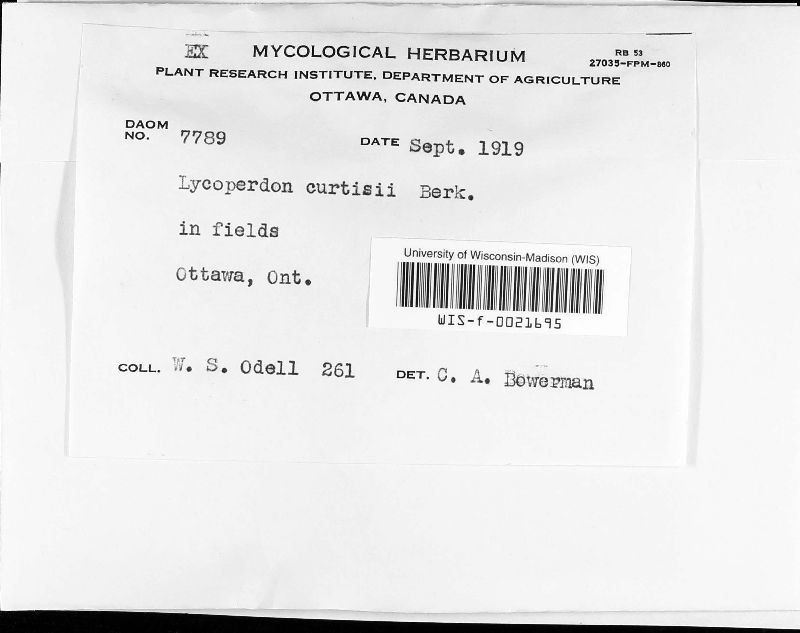 EX MYCOLOGICAL HERBARIUM
RB 53
27035-FPM-860
PLANT RESEARCH INSTITUTE, DEPARTMENT OF AGRICULTURE
OTTAWA, CANADA
DAOM NO. 7789 DATE Sept. 1919
Lycoperdon curtisii Berk.
in fields
Ottawa, Ont.
University of Wisconsin-Madison (WIS)
WIS-f-0021695
COLL. W. S. Odell 261 DET. C. A. Bowerman